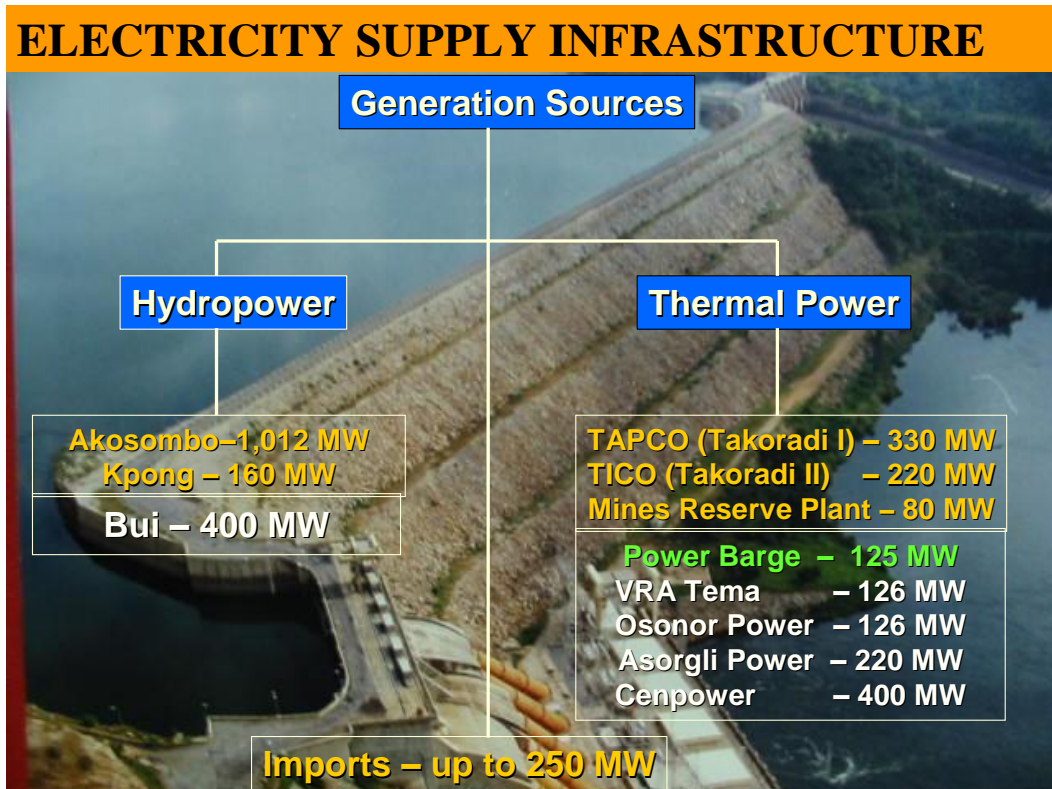 ELECTRICITY SUPPLY INFRASTRUCTURE
Generation Sources
Hydropower
Thermal Power
Akosombo–1,012 MW
Kpong – 160 MW
Bui – 400 MW
TAPCO (Takoradi I) – 330 MW
TICO (Takoradi II) – 220 MW
Mines Reserve Plant – 80 MW
Power Barge – 125 MW
VRA Tema – 126 MW
Osonor Power – 126 MW
Asorgli Power – 220 MW
Cenpower – 400 MW
Imports – up to 250 MW